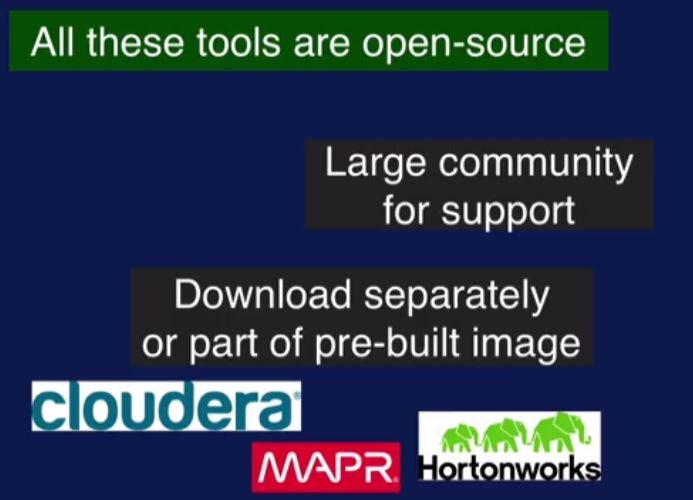 All these tools are open-source
Large community
for support
Download separately
or part of pre-built image
cloudera®
MAPR
Hortonworks